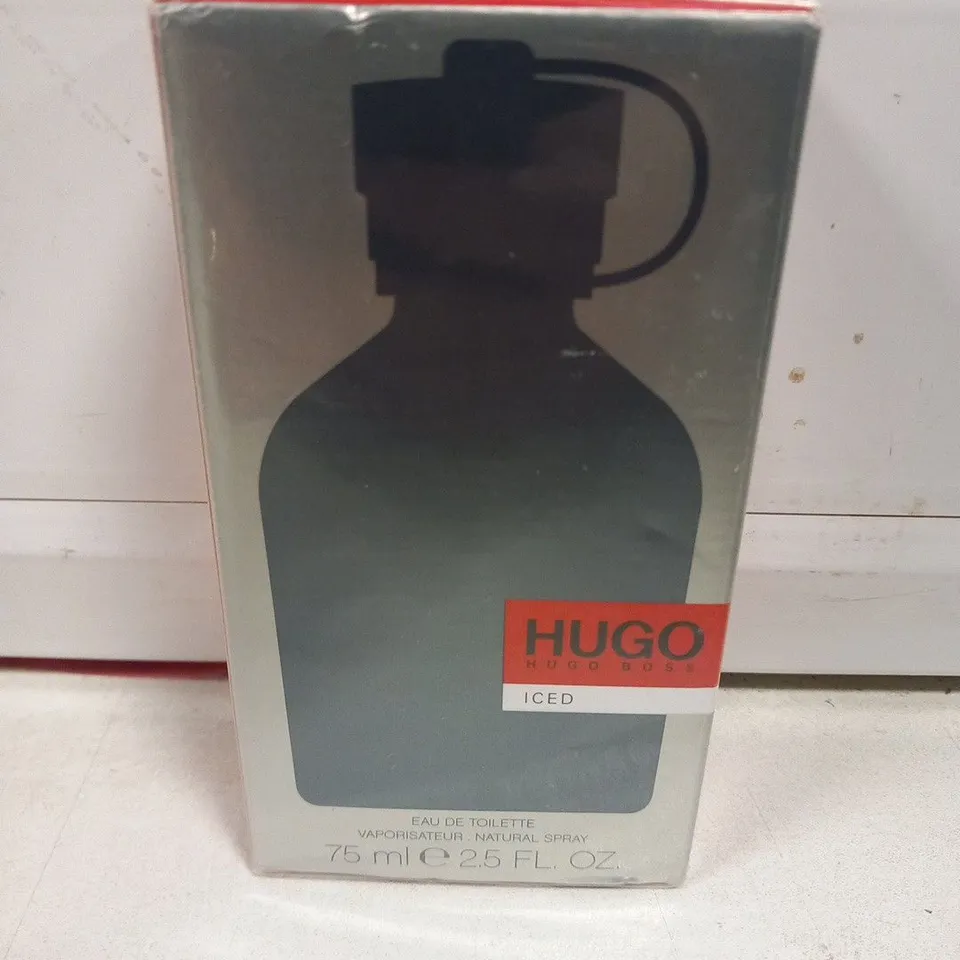 HUGO
HUGO BOSS
ICED
EAU DE TOILETTE
VAPORISATEUR . NATURAL SPRAY
75 ml ℮ 2.5 FL. OZ.